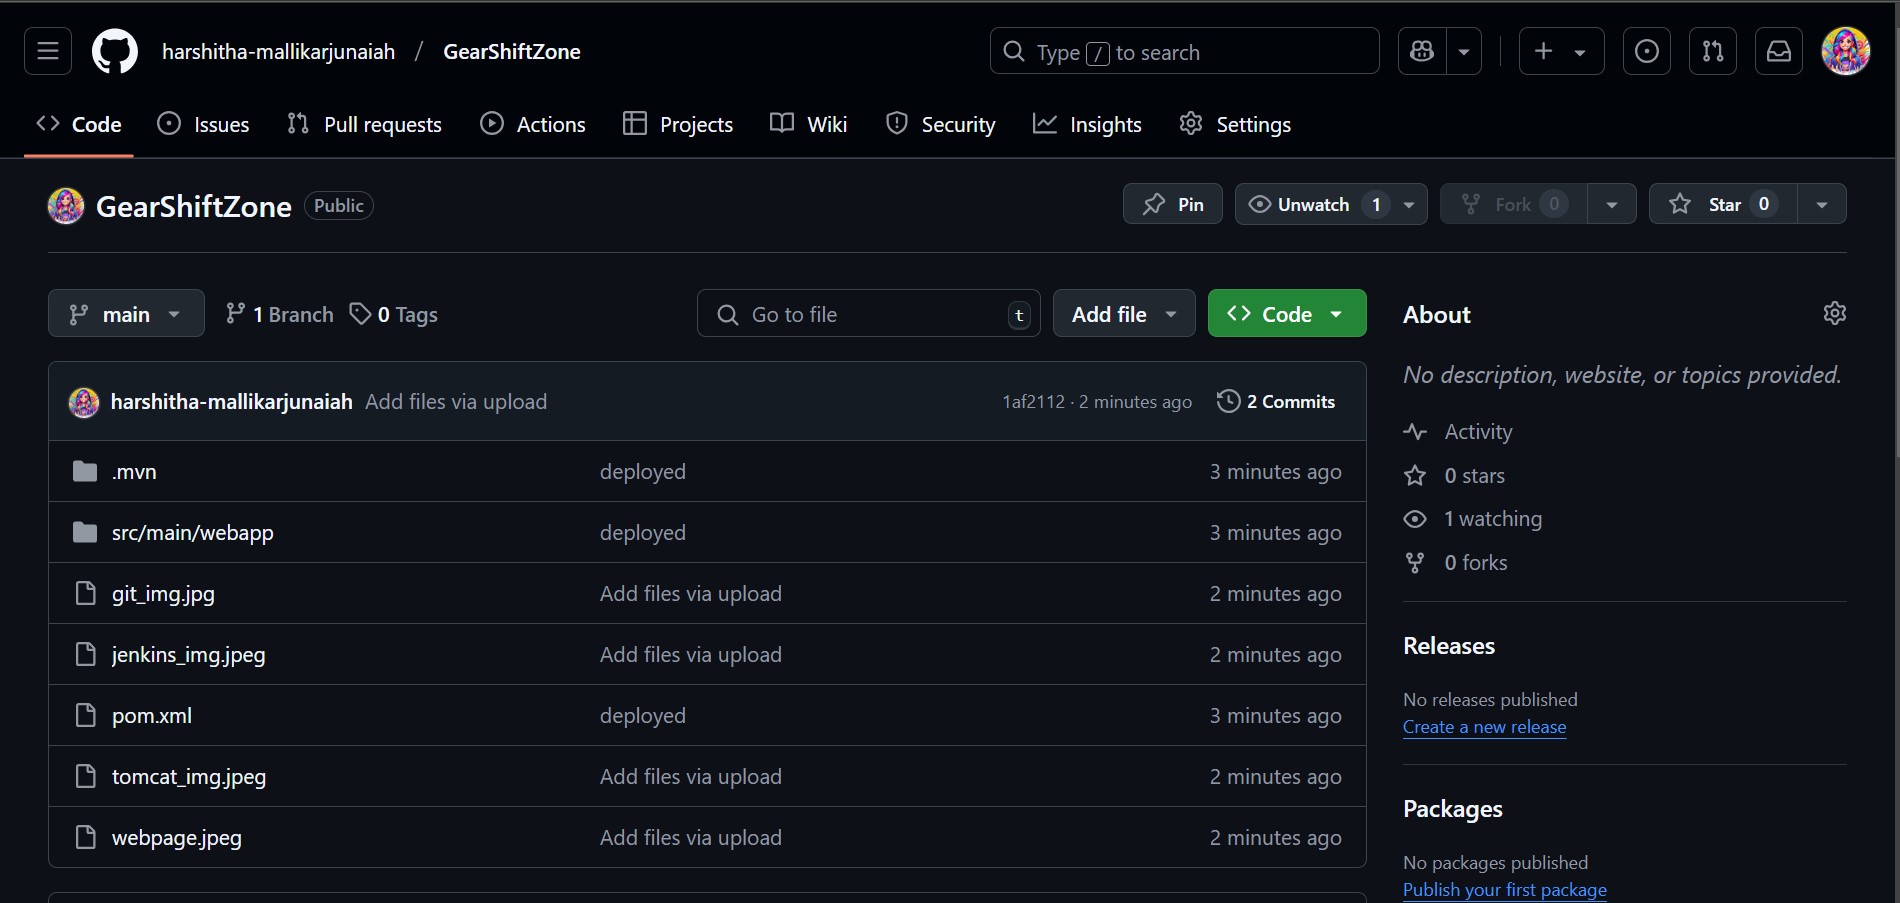 harshitha-mallikarjunaiah / GearShiftZone
Type / to search
Code Issues Pull requests Actions Projects Wiki Security Insights Settings
GearShiftZone Public
Pin Unwatch 1 Fork 0 Star 0
main 1 Branch 0 Tags
Go to file t
Add file Code
harshitha-mallikarjunaiah Add files via upload 1af2112 · 2 minutes ago 2 Commits
.mvn deployed 3 minutes ago
src/main/webapp deployed 3 minutes ago
git_img.jpg Add files via upload 2 minutes ago
jenkins_img.jpeg Add files via upload 2 minutes ago
pom.xml deployed 3 minutes ago
tomcat_img.jpeg Add files via upload 2 minutes ago
webpage.jpeg Add files via upload 2 minutes ago
About
No description, website, or topics provided.
Activity
0 stars
1 watching
0 forks
Releases
No releases published
Create a new release
Packages
No packages published
Publish your first package